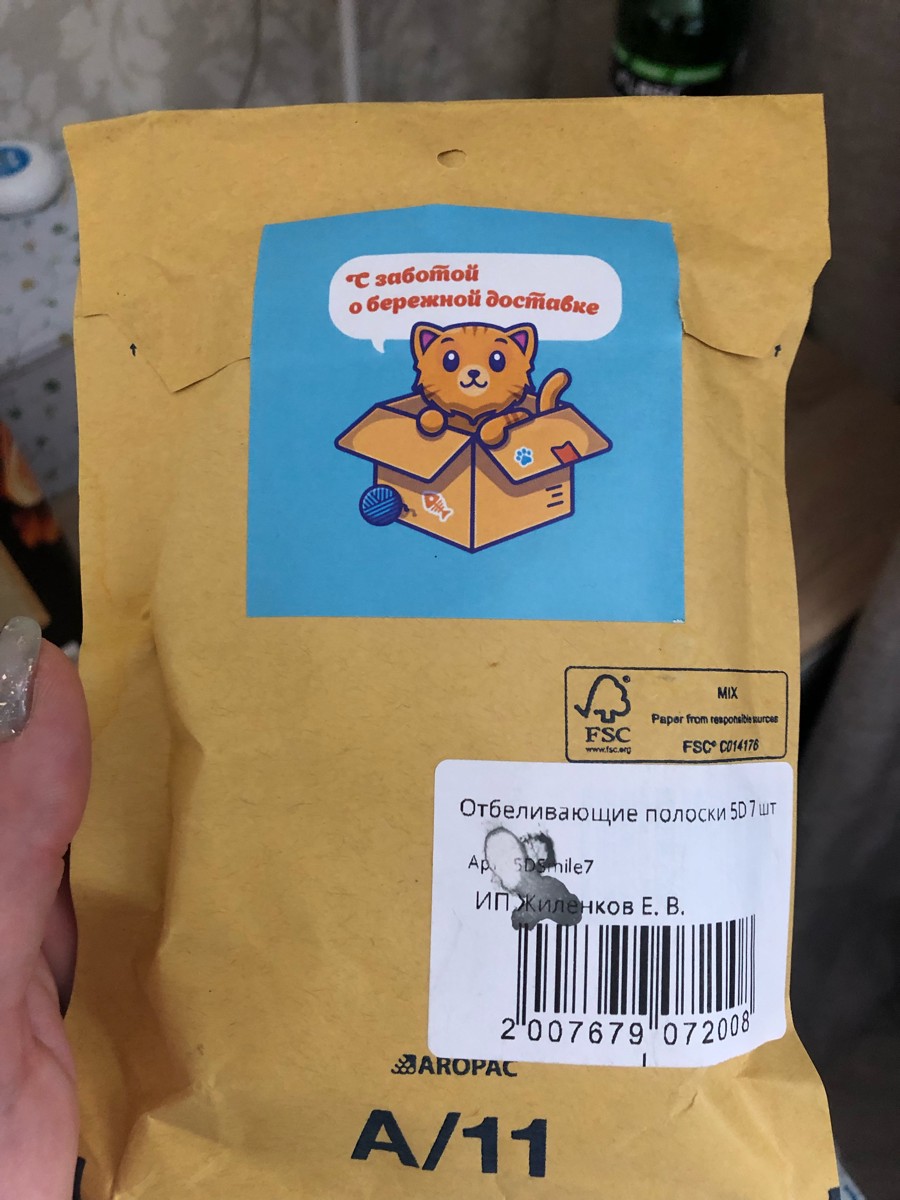 С заботой
о бережной доставке
MIX
Paper from responsible sources
FSC® C014176
FSC
www.fsc.org
Отбеливающие полоски 5D 7 шт
5DSmile7
ИП Жиленков Е. В.
2 007679 072008
AROPAC
A/11